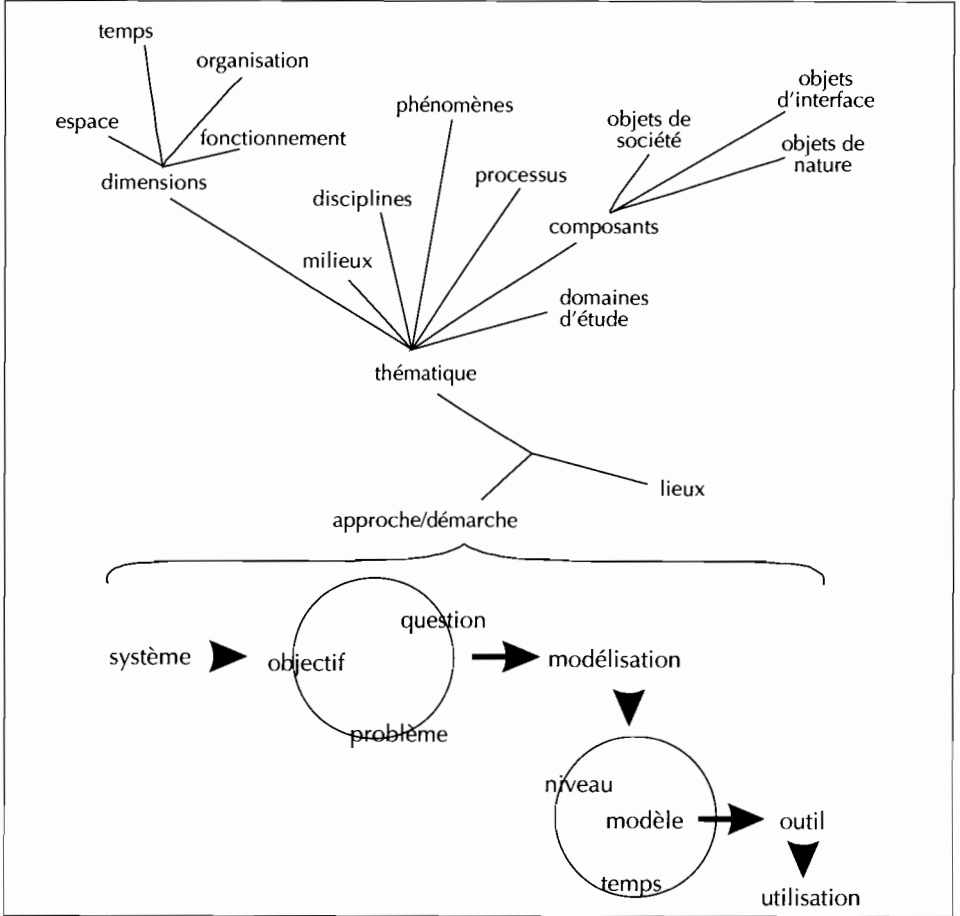 temps
organisation
espace
fonctionnement
dimensions
phénomènes
disciplines
milieux
processus
objets de
société
objets
d'interface
objets de
nature
composants
domaines
d'étude
thématique
lieux
approche/démarche
système
objectif
question
problème
modélisation
niveau
modèle
temps
outil
utilisation